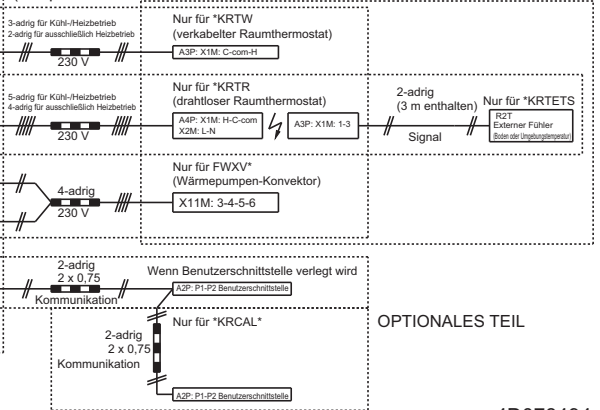 3-adrig für Kühl-/Heizbetrieb
2-adrig für ausschließlich Heizbetrieb
230 V
Nur für *KRTW
(verkabelter Raumthermostat)
A3P: X1M: C-com-H
5-adrig für Kühl-/Heizbetrieb
4-adrig für ausschließlich Heizbetrieb
230 V
Nur für *KRTR
(drahtloser Raumthermostat)
A4P: X1M: H-C-com
X2M: L-N
A3P: X1M: 1-3
2-adrig
(3 m enthalten)
Signal
Nur für *KRTETS
R2T
Externer Fühler
(Boden oder Umgebungstemperatur)
4-adrig
230 V
Nur für FWXV*
(Wärmepumpen-Konvektor)
X11M: 3-4-5-6
2-adrig
2 x 0,75
Kommunikation
Wenn Benutzerschnittstelle verlegt wird
A2P: P1-P2 Benutzerschnittstelle
Nur für *KRCAL*
2-adrig
2 x 0,75
Kommunikation
A2P: P1-P2 Benutzerschnittstelle
OPTIONALES TEIL